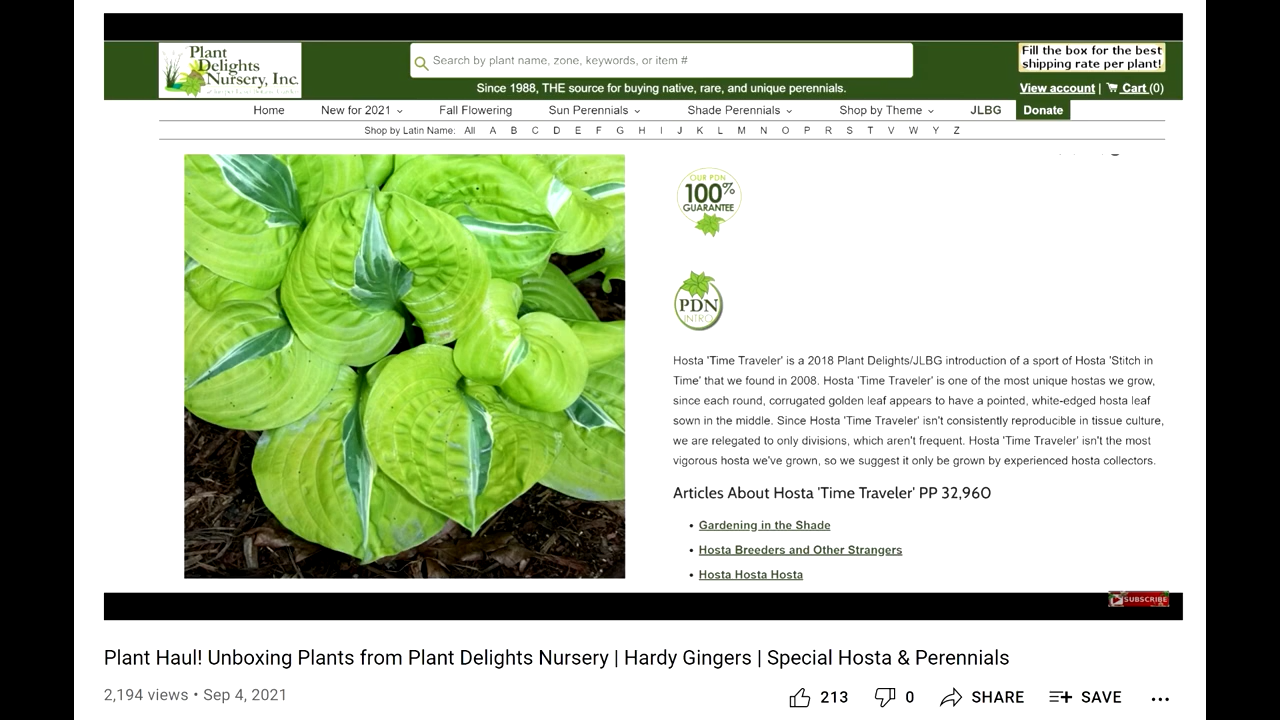 Plant
Delights
Nursery, Inc.
Search by plant name, zone, keywords, or item #
Fill the box for the best
shipping rate per plant!
Since 1988, THE source for buying native, rare, and unique perennials.
View account | Cart (0)
Home New for 2021 Fall Flowering Sun Perennials Shade Perennials Shop by Theme JLBG Donate
Shop by Latin Name: All A B C D E F G H I J K L M N O P R S T V W Y Z
OUR PDN
100%
GUARANTEE
PDN
INTRO
Hosta 'Time Traveler' is a 2018 Plant Delights/JLBG introduction of a sport of Hosta 'Stitch in
Time' that we found in 2008. Hosta 'Time Traveler' is one of the most unique hostas we grow,
since each round, corrugated golden leaf appears to have a pointed, white-edged hosta leaf
sown in the middle. Since Hosta 'Time Traveler' isn't consistently reproducible in tissue culture,
we are relegated to only divisions, which aren't frequent. Hosta 'Time Traveler' isn't the most
vigorous hosta we've grown, so we suggest it only be grown by experienced hosta collectors.
Articles About Hosta 'Time Traveler' PP 32,960
• Gardening in the Shade
• Hosta Breeders and Other Strangers
• Hosta Hosta Hosta
SUBSCRIBE
Plant Haul! Unboxing Plants from Plant Delights Nursery | Hardy Gingers | Special Hosta & Perennials
2,194 views • Sep 4, 2021
213 0 SHARE SAVE